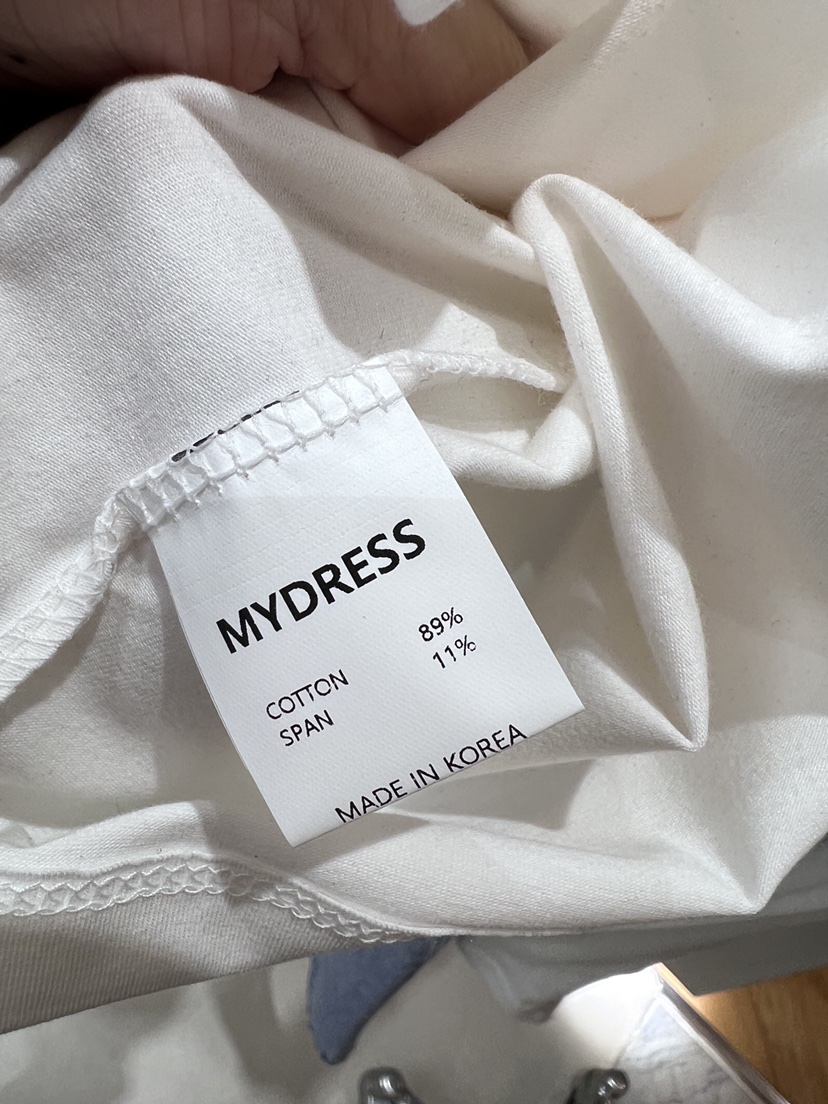 MYDRESS
COTTON 89%
SPAN 11%
MADE IN KOREA